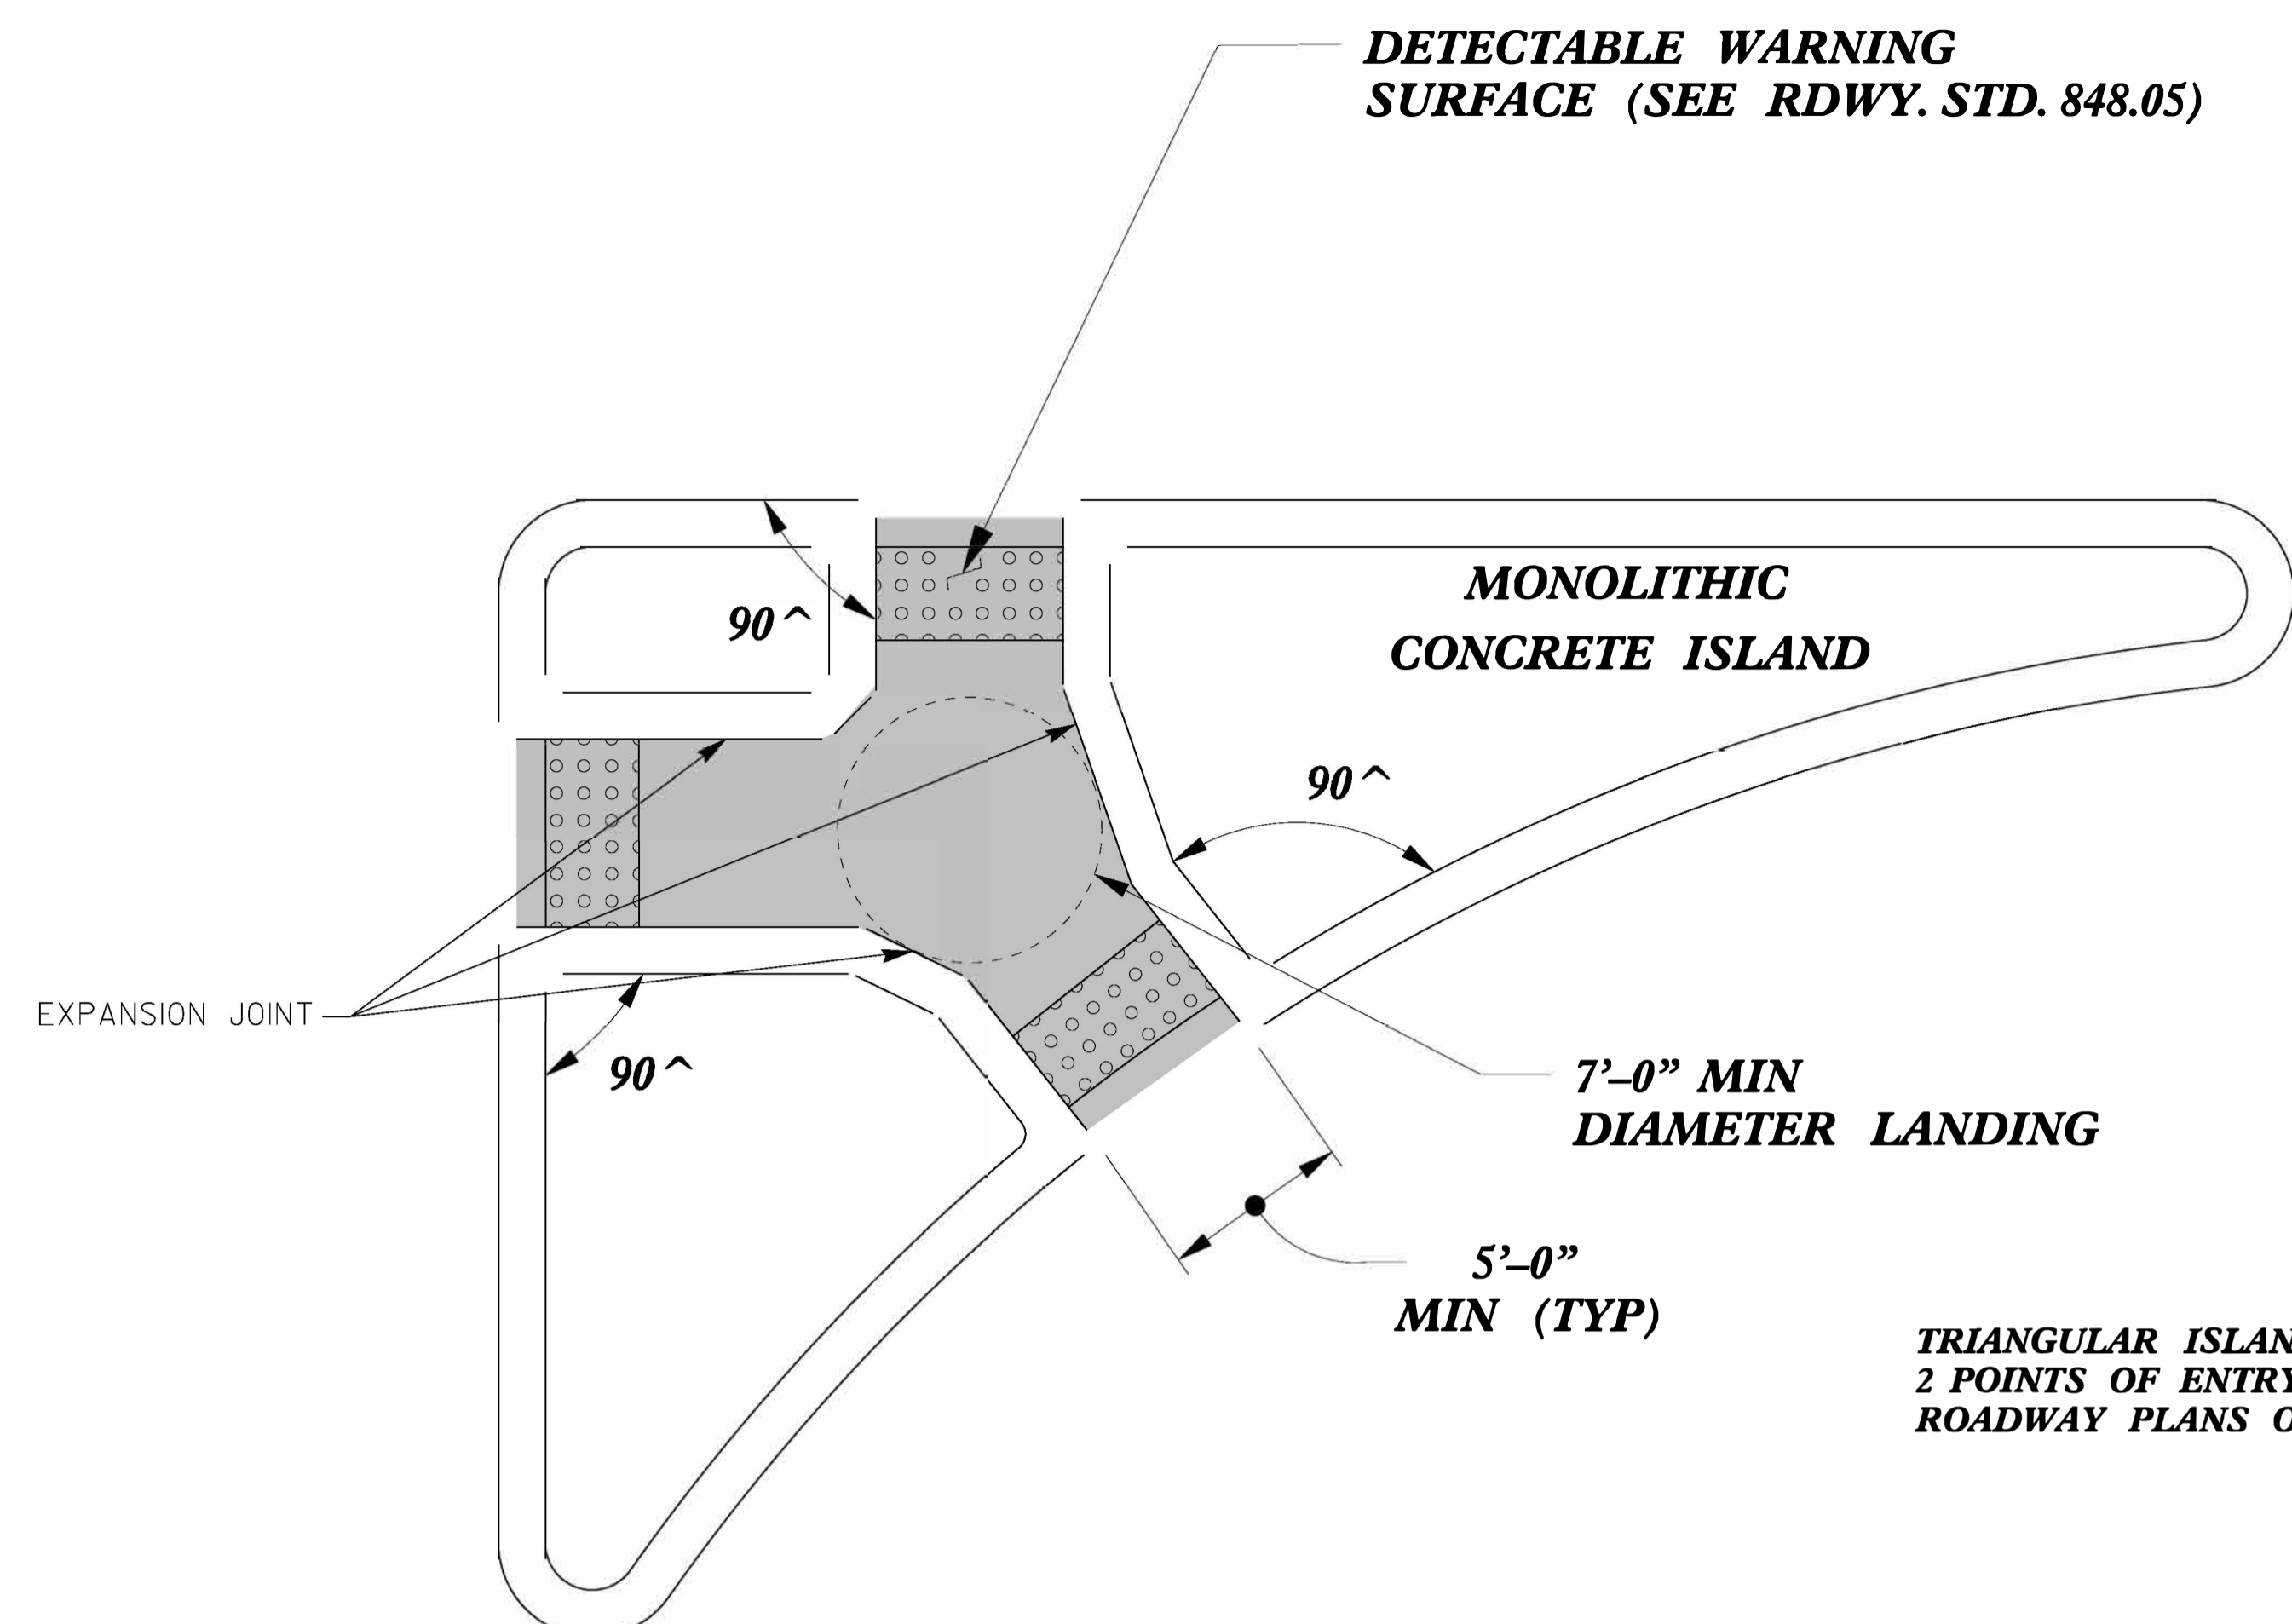 DETECTABLE WARNING
SURFACE (SEE RDWY. STD. 848.05)
MONOLITHIC
CONCRETE ISLAND
90^
90^
EXPANSION JOINT
90^
7’–0” MIN
DIAMETER LANDING
5’–0”
MIN (TYP)
TRIANGULAR
2 POINTS OF
ROADWAY PLANS